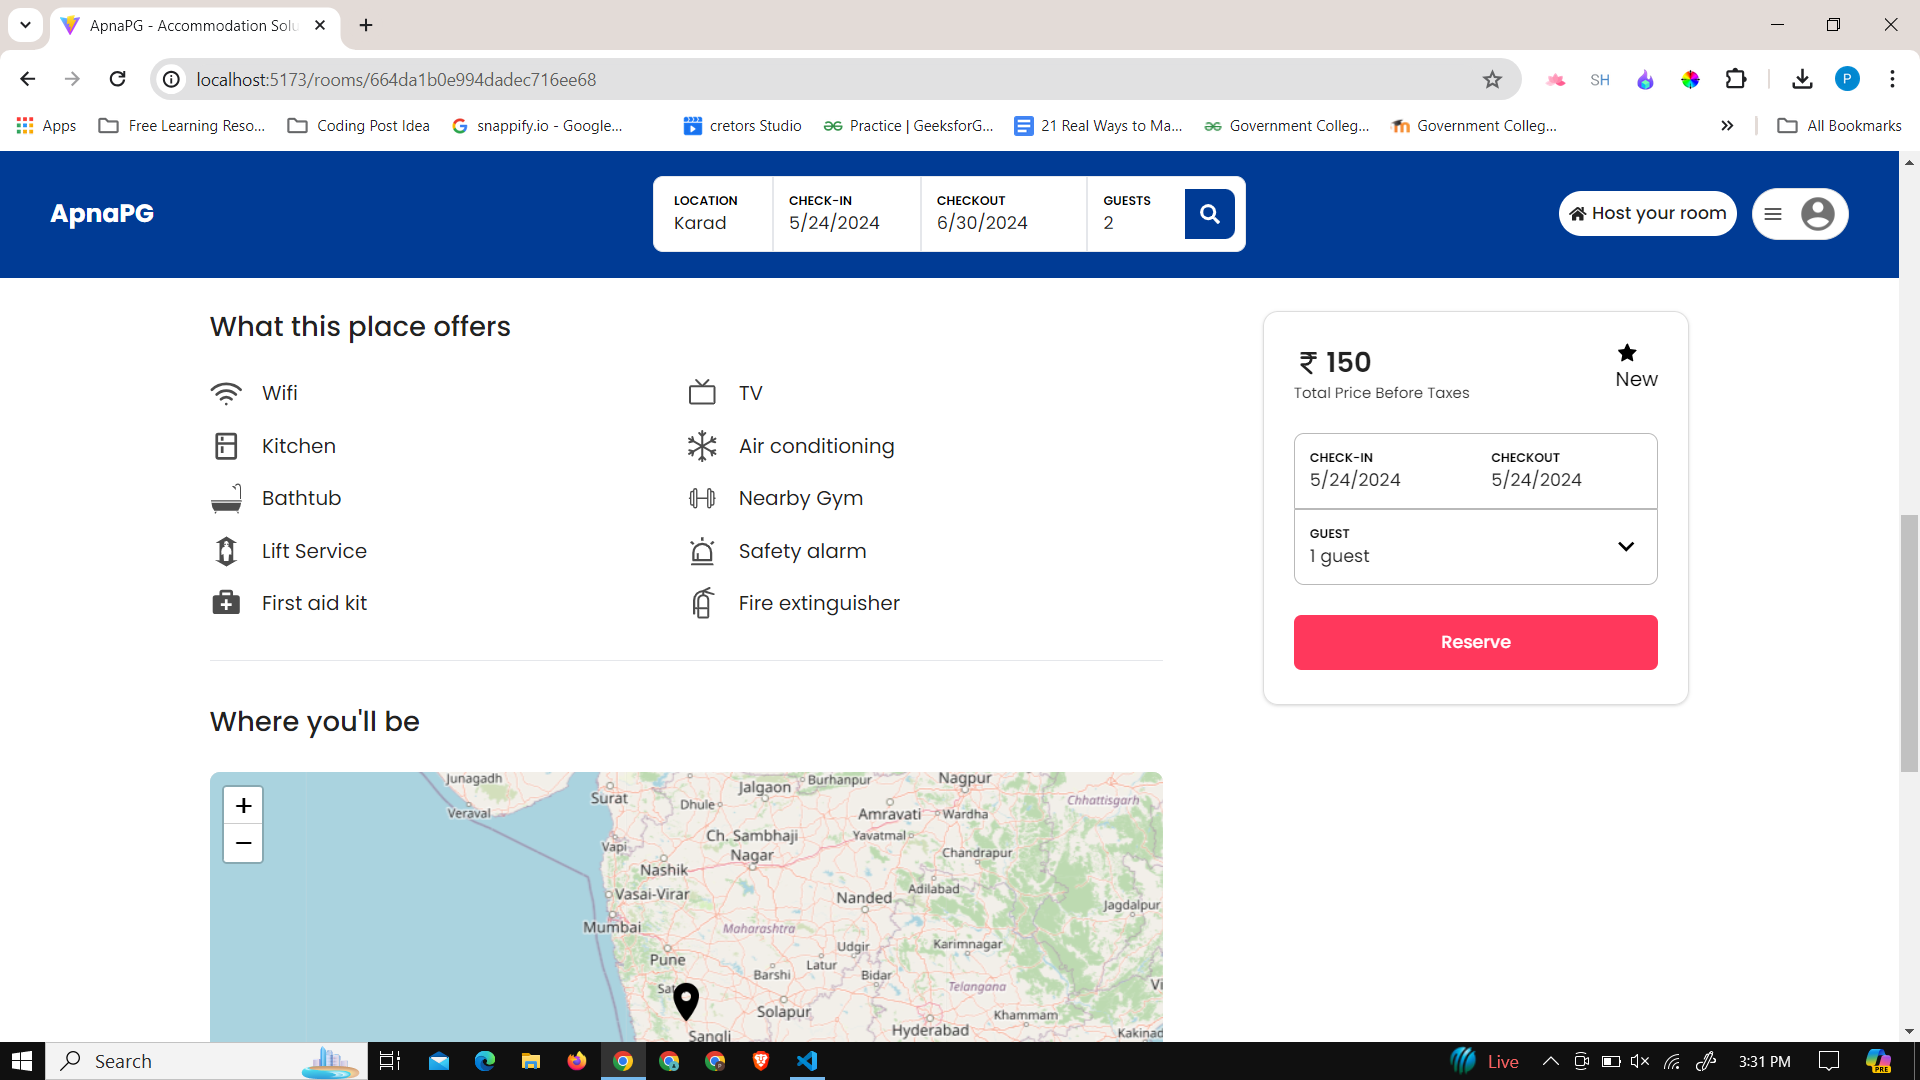 ApnaPG - Accommodation Solu
localhost:5173/rooms/664da1b0e994dadec716ee68
SH
P
Apps
Free Learning Reso...
Coding Post Idea
snappify.io - Google...
cretors Studio
Practice | GeeksforG...
21 Real Ways to Ma...
Government Colleg...
Government Colleg...
All Bookmarks
ApnaPG
LOCATION
Karad
CHECK-IN
5/24/2024
CHECKOUT
6/30/2024
GUESTS
2
Host your room
What this place offers
Wifi
TV
Kitchen
Air conditioning
Bathtub
Nearby Gym
Lift Service
Safety alarm
First aid kit
Fire extinguisher
₹ 150
Total Price Before Taxes
New
CHECK-IN
5/24/2024
CHECKOUT
5/24/2024
GUEST
1 guest
Reserve
Where you'll be
+
−
Junagadh
Veraval
Surat
Dhule
Jalgaon
Burhanpur
Nagpur
Amravati
Wardha
Chhattisgarh
Vapi
Ch. Sambhaji
Nagar
Yavatmal
Nashik
Chandrapur
Vasai-Virar
Nanded
Adilabad
Jagdalpur
Mumbai
Maharashtra
Udgir
Karimnagar
Pune
Barshi
Latur
Bidar
Sat
Telangana
Vi
Solapur
Khammam
Sangli
Hyderabad
Kakinad
Search
Live
3:31 PM
PRE